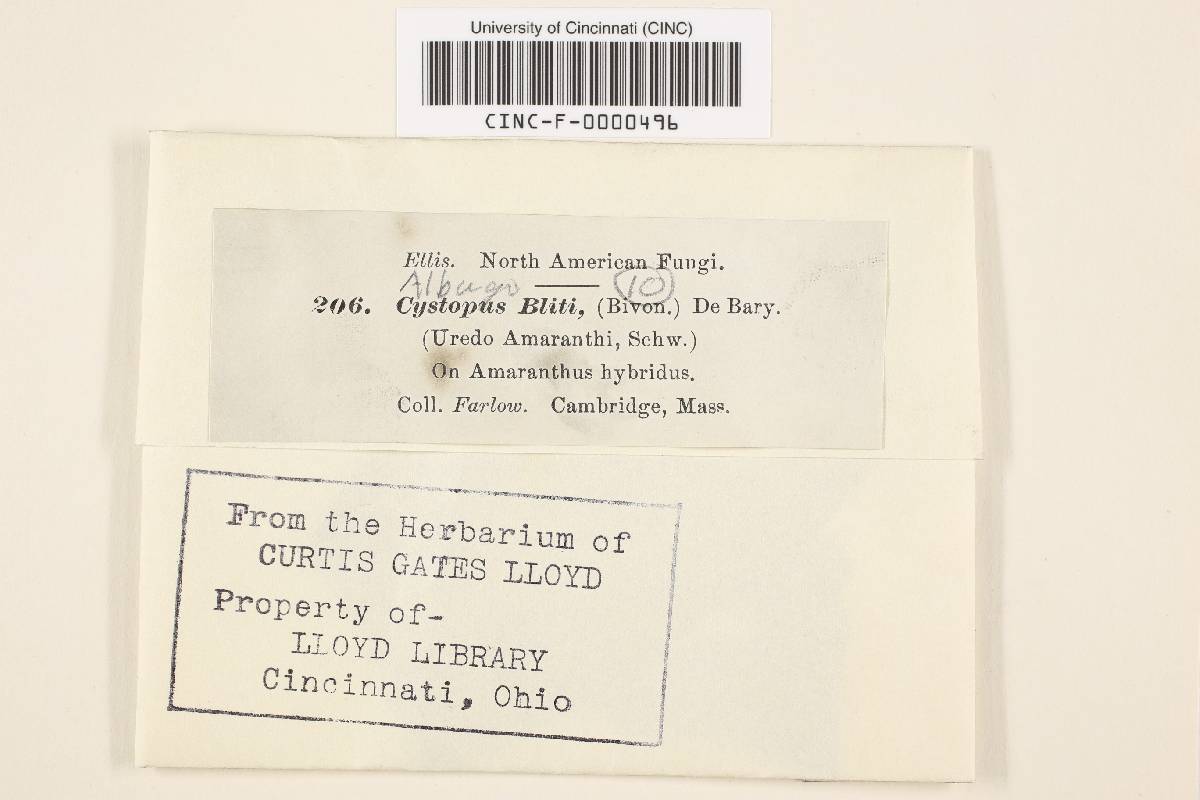 University of Cincinnati (CINC)
CINC-F-0000496
Ellis. North American Fungi.
Albugo 10
206. Cystopus Bliti, (Bivon.) De Bary.
(Uredo Amaranthi, Schw.)
On Amaranthus hybridus.
Coll. Farlow. Cambridge, Mass.
From the Herbarium of
CURTIS GATES LLOYD
Property of-
LLOYD LIBRARY
Cincinnati, Ohio